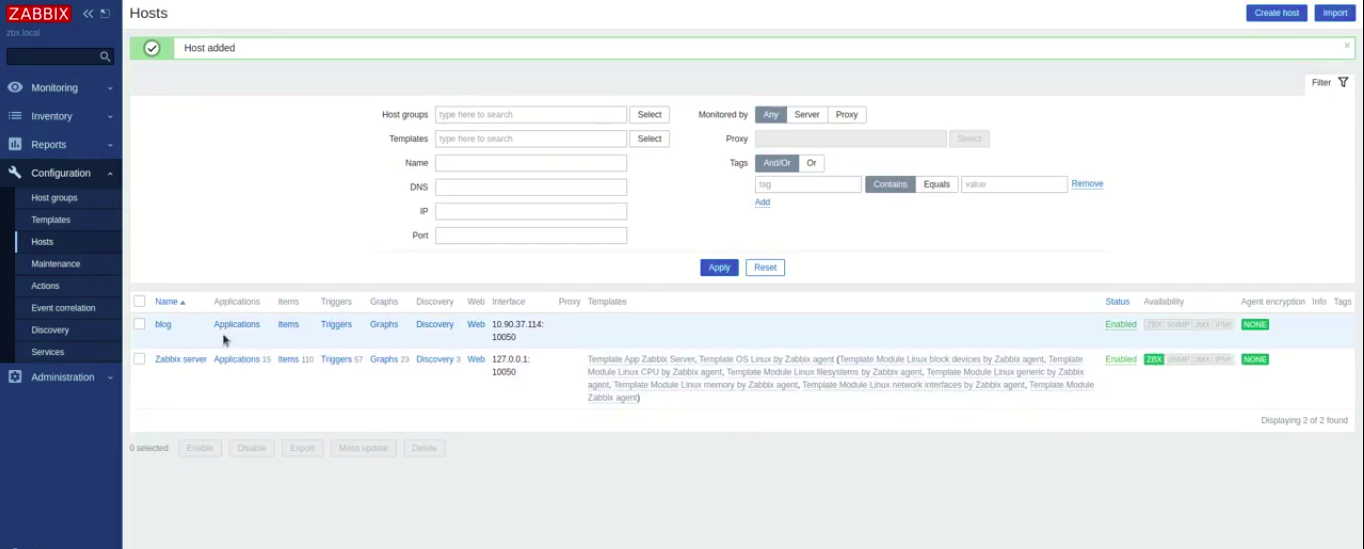 ZABBIX
zbx.local
Monitoring
Inventory
Reports
Configuration
Host groups
Templates
Hosts
Maintenance
Actions
Event correlation
Discovery
Services
Administration
Hosts
Create host Import
Host added
Filter
Host groups type here to search Select Monitored by Any Server Proxy
Templates type here to search Select Proxy Select
Name Tags And/Or Or
DNS tag Contains Equals value Remove
IP Add
Port
Apply Reset
Name Applications Items Triggers Graphs Discovery Web Interface Proxy Templates Status Availability Agent encryption Info Tags
blog Applications Items Triggers Graphs Discovery Web 10.90.37.114: Enabled ZBX SNMP JMX IPMI NONE
10050
Zabbix server Applications 15 Items 110 Triggers 57 Graphs 23 Discovery 3 Web 127.0.0.1: Template App Zabbix Server, Template OS Linux by Zabbix agent (Template Module Linux block devices by Zabbix agent, Template Enabled ZBX SNMP JMX IPMI NONE
10050 Module Linux CPU by Zabbix agent, Template Module Linux filesystems by Zabbix agent, Template Module Linux generic by Zabbix
agent, Template Module Linux memory by Zabbix agent, Template Module Linux network interfaces by Zabbix agent, Template Module
Zabbix agent)
Displaying 2 of 2 found
0 selected Enable Disable Export Mass update Delete